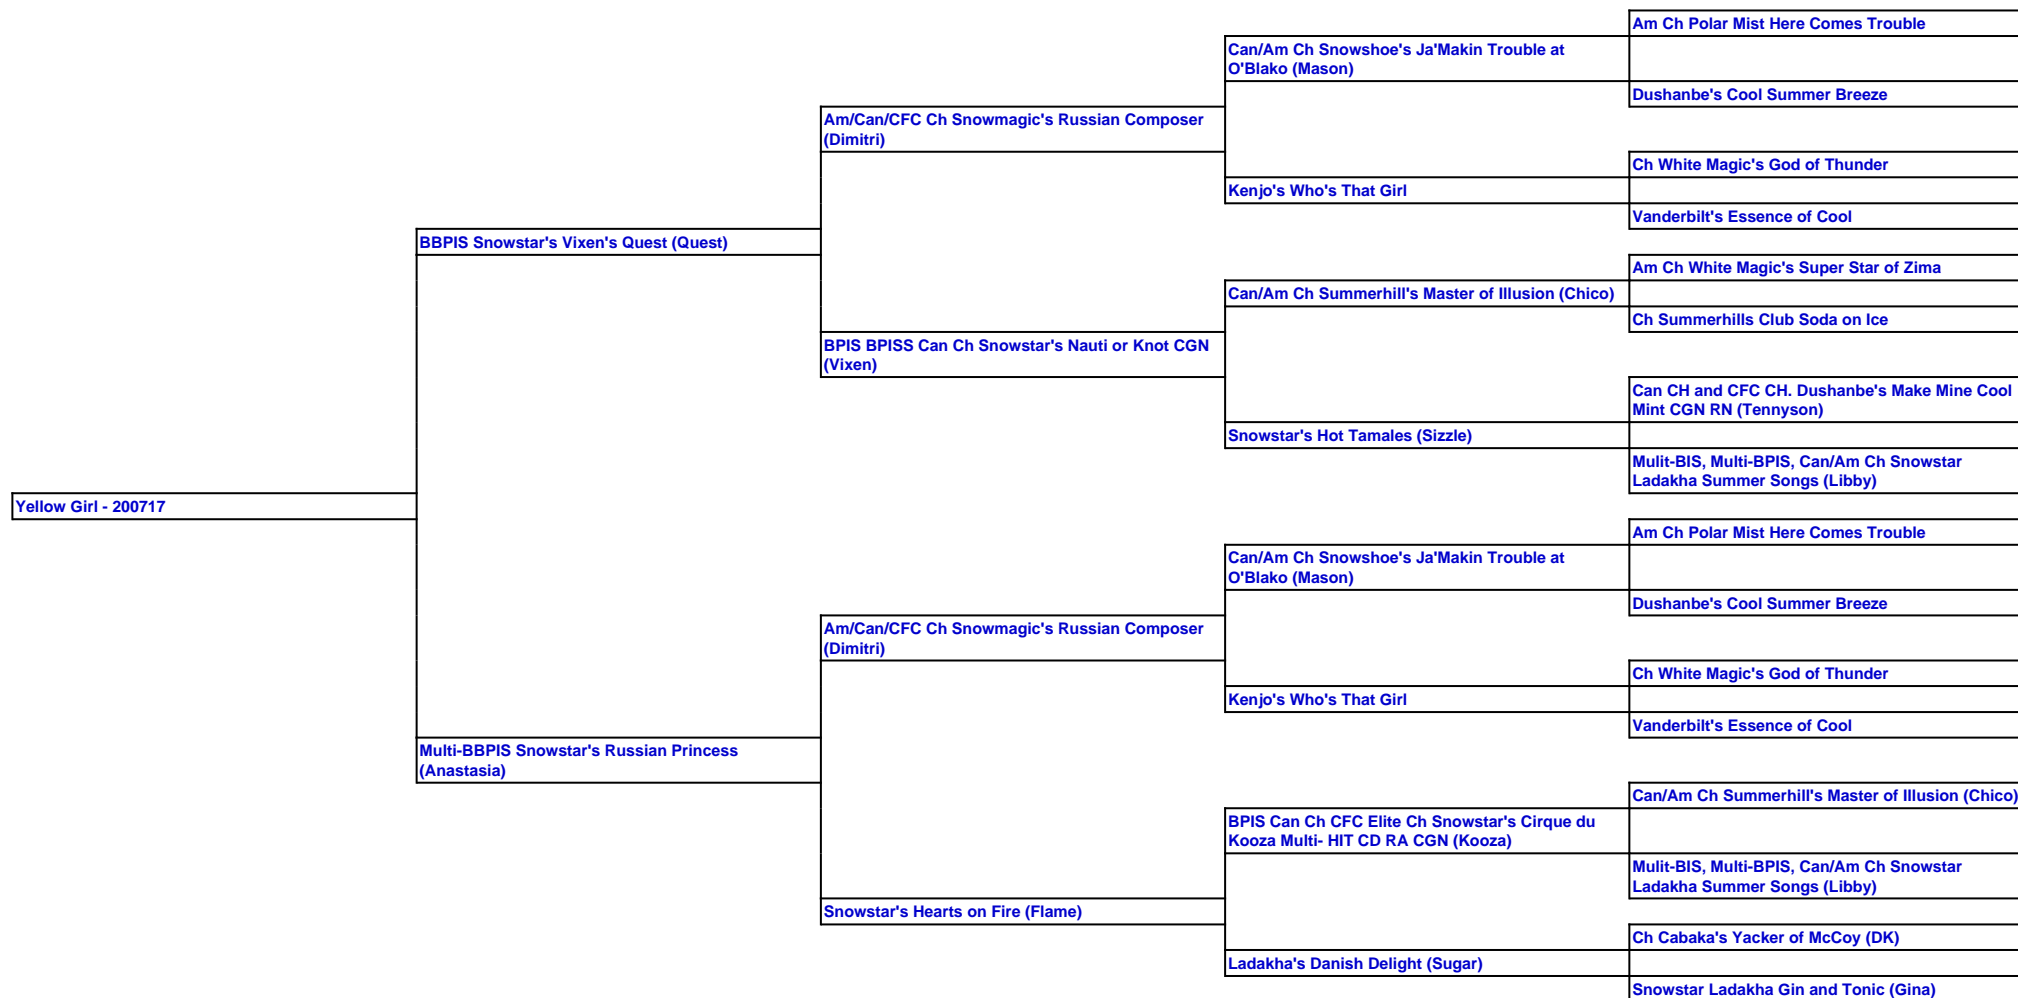 Am Ch Polar Mist Here Comes Trouble
Can/Am Ch Snowshoe's Ja'Makin Trouble at
O'Blako (Mason)
Dushanbe's Cool Summer Breeze
Am/Can/CFC Ch Snowmagic's Russian Composer
(Dimitri)
Ch White Magic's God of Thunder
Kenjo's Who's That Girl
Vanderbilt's Essence of Cool
BBPIS Snowstar's Vixen's Quest (Quest)
Am Ch White Magic's Super Star of Zima
Can/Am Ch Summerhill's Master of Illusion (Chico)
Ch Summerhills Club Soda on Ice
BPIS BPISS Can Ch Snowstar's Nauti or Knot CGN
(Vixen)
Can CH and CFC CH. Dushanbe's Make Mine Cool
Mint CGN RN (Tennyson)
Snowstar's Hot Tamales (Sizzle)
Mulit-BIS, Multi-BPIS, Can/Am Ch Snowstar
Ladakha Summer Songs (Libby)
Yellow Girl - 200717
Am Ch Polar Mist Here Comes Trouble
Can/Am Ch Snowshoe's Ja'Makin Trouble at
O'Blako (Mason)
Dushanbe's Cool Summer Breeze
Am/Can/CFC Ch Snowmagic's Russian Composer
(Dimitri)
Ch White Magic's God of Thunder
Kenjo's Who's That Girl
Vanderbilt's Essence of Cool
Multi-BBPIS Snowstar's Russian Princess
(Anastasia)
Can/Am Ch Summerhill's Master of Illusion (Chico)
BPIS Can Ch CFC Elite Ch Snowstar's Cirque du
Kooza Multi- HIT CD RA CGN (Kooza)
Mulit-BIS, Multi-BPIS, Can/Am Ch Snowstar
Ladakha Summer Songs (Libby)
Snowstar's Hearts on Fire (Flame)
Ch Cabaka's Yacker of McCoy (DK)
Ladakha's Danish Delight (Sugar)
Snowstar Ladakha Gin and Tonic (Gina)